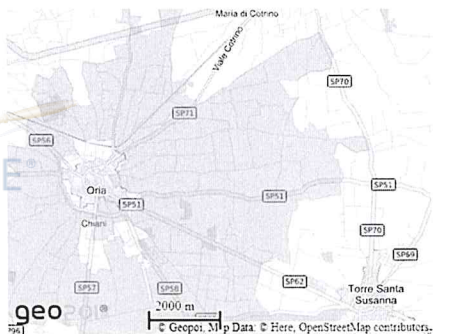 Maria di Cotrino
Viale Cotrino
SP70
SP71
SP56
E®
Oria
SP51
SP51
SP51
Chiani
SP70
SP69
SP62
SP57
SP58
Torre Santa
Susanna
2000 m
geopoi®
© Geopoi, Map Data: © Here, OpenStreetMap contributors